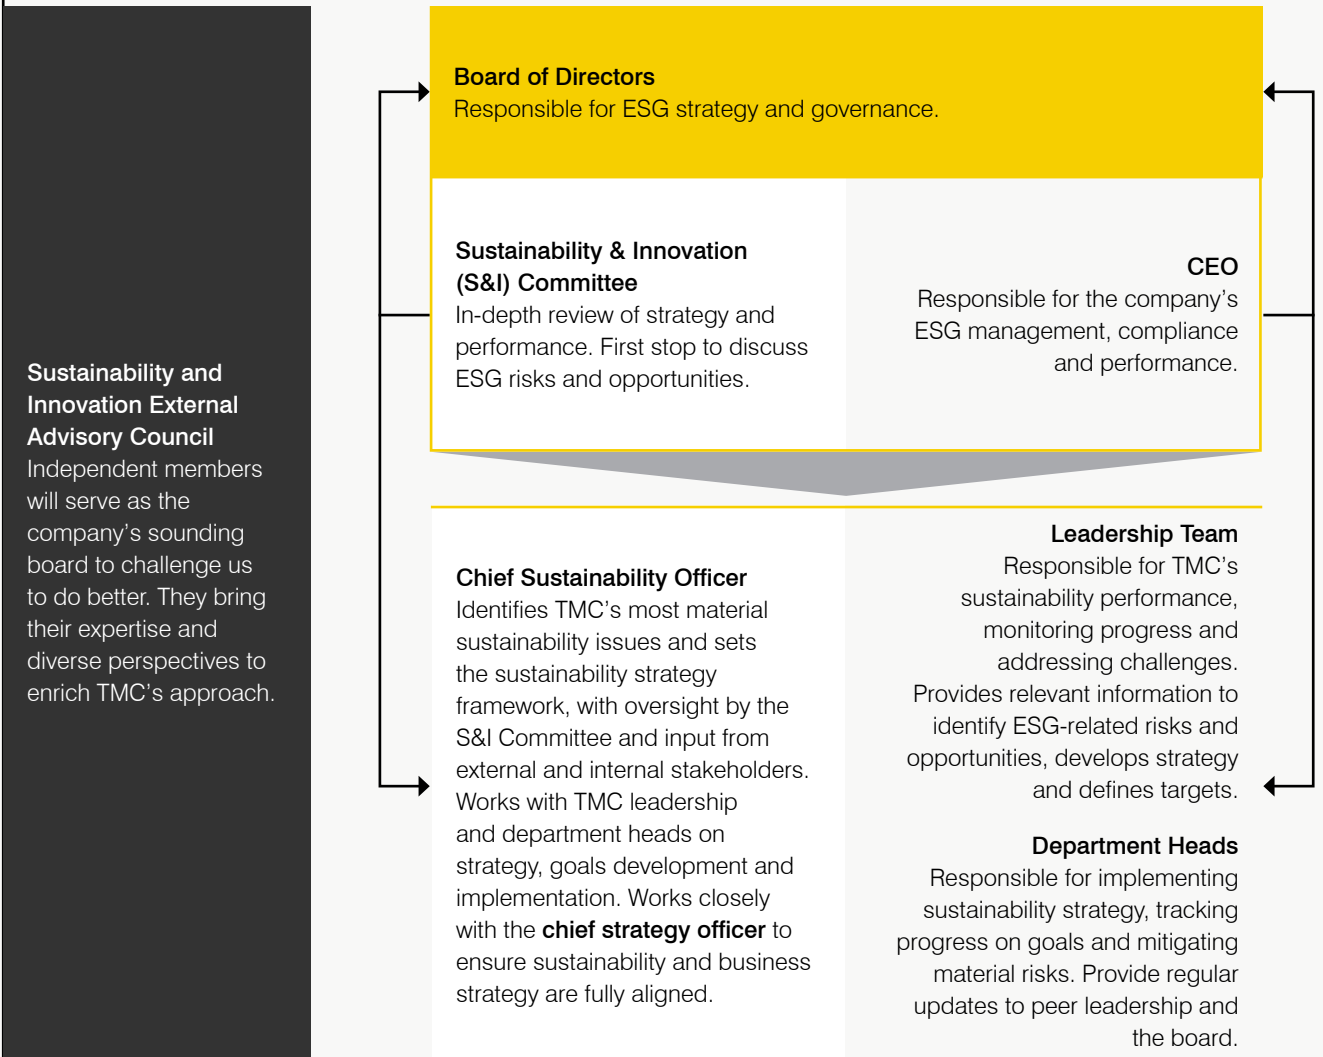 Sustainability and
Innovation External
Advisory Council
Independent members
will serve as the
company's sounding
board to challenge us
to do better. They bring
their expertise and
diverse perspectives to
enrich TMC's approach.
Board of Directors
Responsible for ESG strategy and governance.
Sustainability & Innovation
(S&I) Committee
In-depth review of strategy and
performance. First stop to discuss
ESG risks and opportunities.
CEO
Responsible for the company's
ESG management, compliance
and performance.
Chief Sustainability Officer
Identifies TMC's most material
sustainability issues and sets
the sustainability strategy
framework, with oversight by the
S&I Committee and input from
external and internal stakeholders.
Works with TMC leadership
and department heads on
strategy, goals development and
implementation. Works closely
with the chief strategy officer to
ensure sustainability and business
strategy are fully aligned.
Leadership Team
Responsible for TMC's
sustainability performance,
monitoring progress and
addressing challenges.
Provides relevant information to
identify ESG-related risks and
opportunities, develops strategy
and defines targets.
Department Heads
Responsible for implementing
sustainability strategy, tracking
progress on goals and mitigating
material risks. Provide regular
updates to peer leadership and
the board.